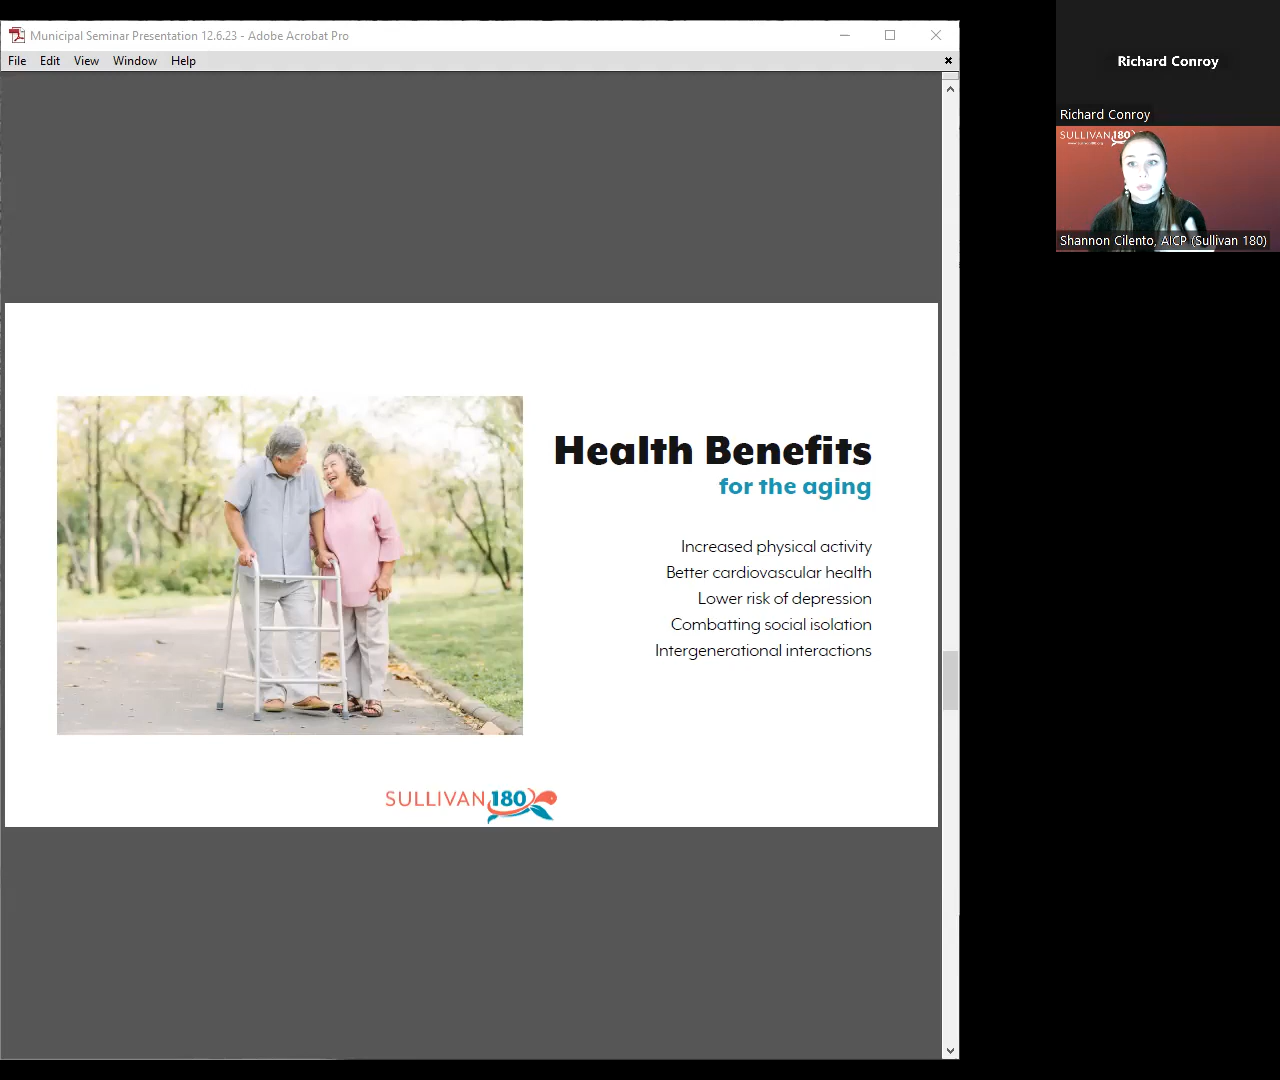 Municipal Seminar Presentation 12.6.23 - Adobe Acrobat Pro
File Edit View Window Help
Health Benefits
for the aging
Increased physical activity
Better cardiovascular health
Lower risk of depression
Combatting social isolation
Intergenerational interactions
SULLIVAN 180
Richard Conroy
Richard Conroy
SULLIVAN 180
Shannon Cilento, AICP (Sullivan 180)